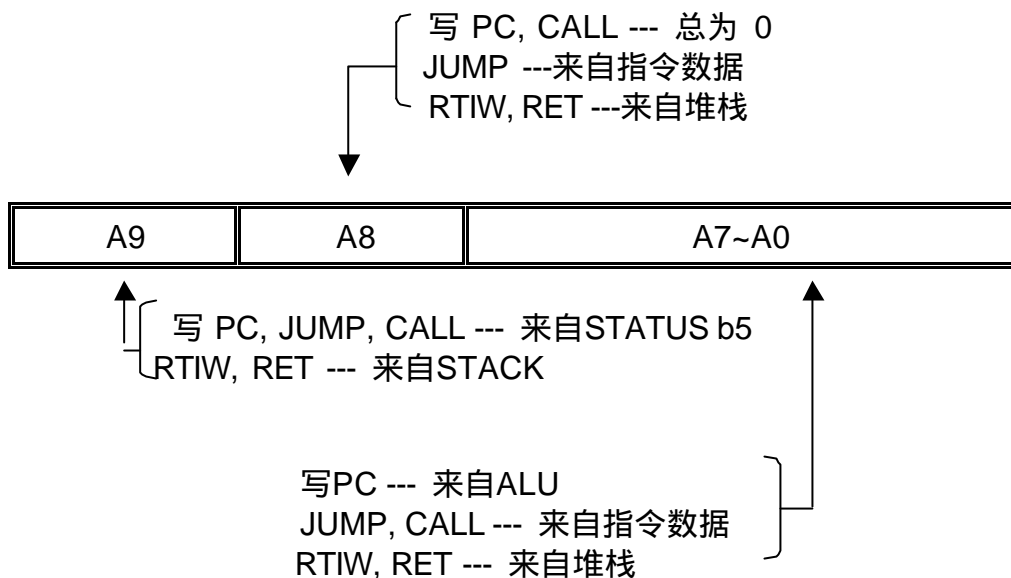 写 PC, CALL --- 总为 0
JUMP ---来自指令数据
RTIW, RET ---来自堆栈
A9 A8 A7~A0
写 PC, JUMP, CALL --- 来自STATUS b5
RTIW, RET --- 来自STACK
写PC --- 来自ALU
JUMP, CALL --- 来自指令数据
RTIW, RET --- 来自堆栈